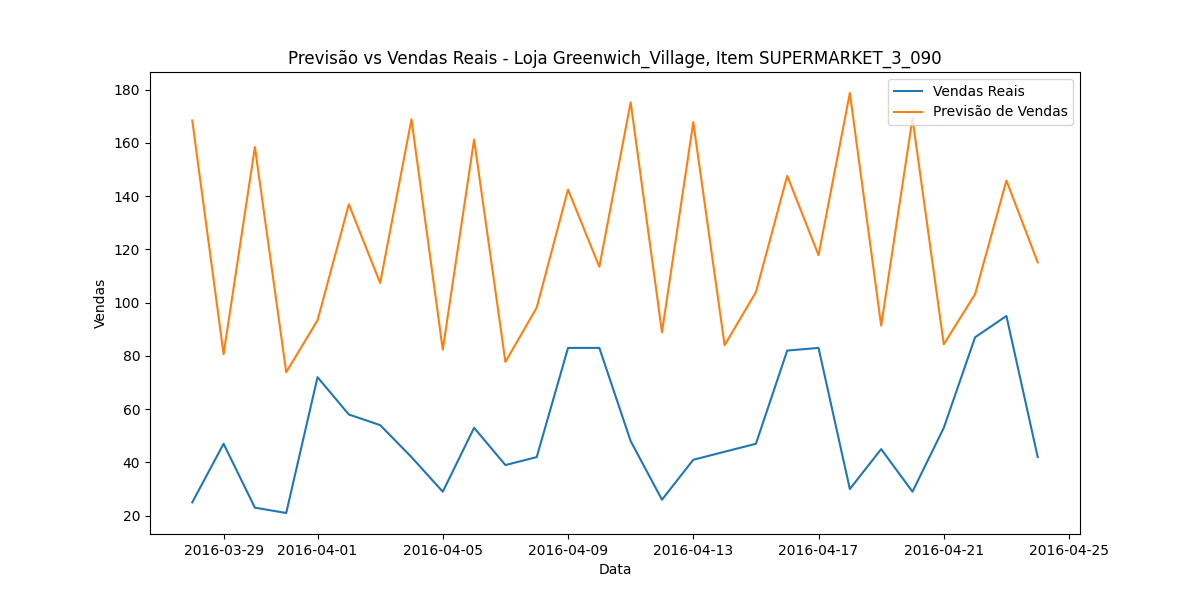 Previsão vs Vendas Reais - Loja Greenwich_Village, Item SUPERMARKET_3_090
Vendas Reais
Previsão de Vendas
180
160
140
120
100
80
60
40
20
Vendas
2016-03-29 2016-04-01 2016-04-05 2016-04-09 2016-04-13 2016-04-17 2016-04-21 2016-04-25
Data